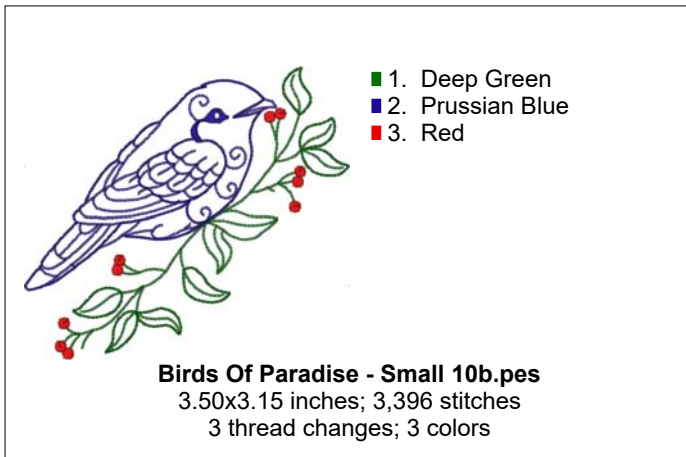 1. Deep Green
2. Prussian Blue
3. Red
Birds Of Paradise - Small 10b.pes
3.50x3.15 inches; 3,396 stitches
3 thread changes; 3 colors